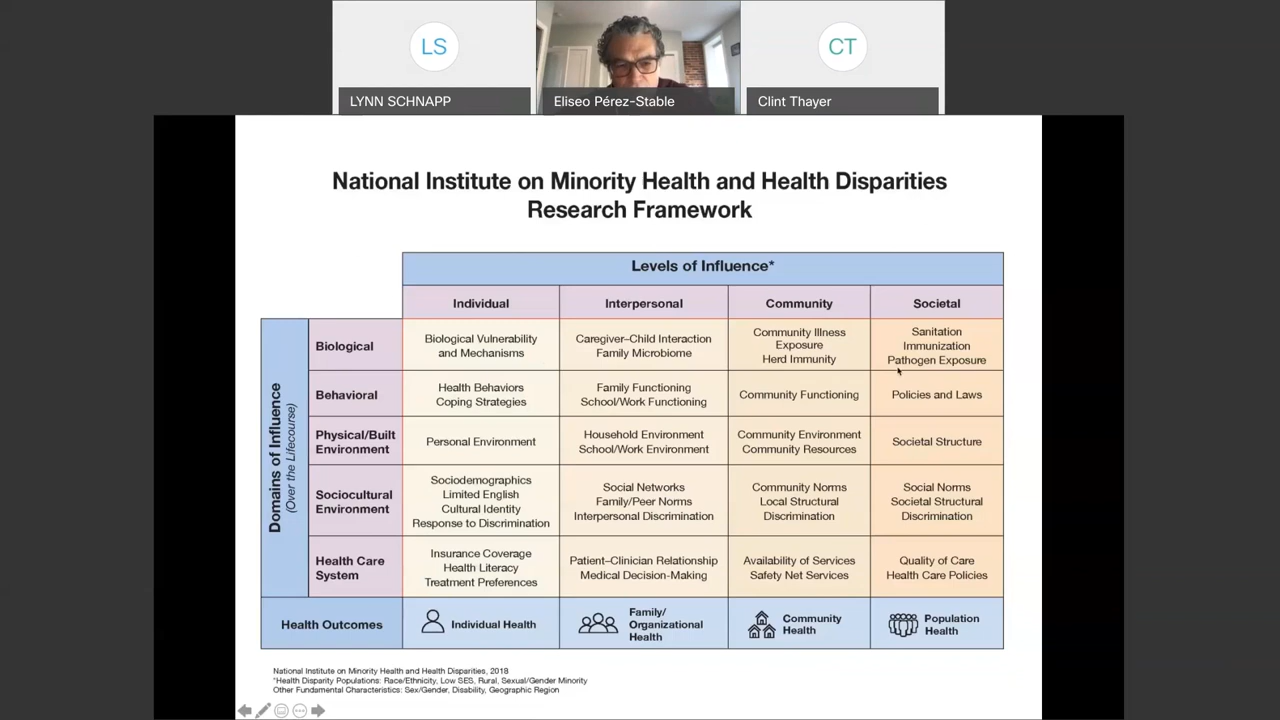 LS
CT
LYNN SCHNAPP
Eliseo Pérez-Stable
Clint Thayer
National Institute on Minority Health and Health Disparities
Research Framework
Levels of Influence*
Individual
Interpersonal
Community
Societal
Domains of Influence
(Over the Lifecourse)
Biological
Biological Vulnerability
and Mechanisms
Caregiver–Child Interaction
Family Microbiome
Community Illness
Exposure
Herd Immunity
Sanitation
Immunization
Pathogen Exposure
Behavioral
Health Behaviors
Coping Strategies
Family Functioning
School/Work Functioning
Community Functioning
Policies and Laws
Physical/Built
Environment
Personal Environment
Household Environment
School/Work Environment
Community Environment
Community Resources
Societal Structure
Sociocultural
Environment
Sociodemographics
Limited English
Cultural Identity
Response to Discrimination
Social Networks
Family/Peer Norms
Interpersonal Discrimination
Community Norms
Local Structural
Discrimination
Social Norms
Societal Structural
Discrimination
Health Care
System
Insurance Coverage
Health Literacy
Treatment Preferences
Patient–Clinician Relationship
Medical Decision-Making
Availability of Services
Safety Net Services
Quality of Care
Health Care Policies
Health Outcomes
Individual Health
Family/
Organizational
Health
Community
Health
Population
Health
National Institute on Minority Health and Health Disparities, 2018
*Health Disparity Populations: Race/Ethnicity, Low SES, Rural, Sexual/Gender Minority
Other Fundamental Characteristics: Sex/Gender, Disability, Geographic Region